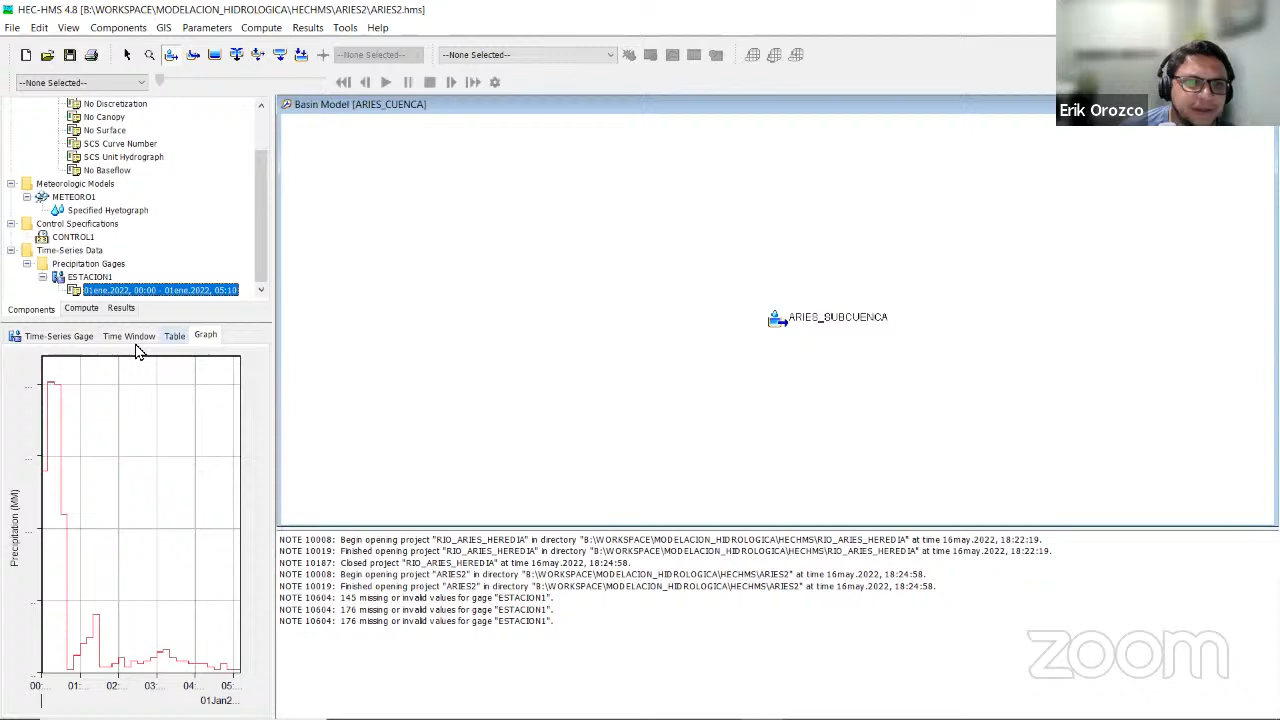 HEC-HMS 4.8 [B:\WORKSPACE\MODELACION_HIDROLOGICA\HECHMS\ARIES2\ARIES2.hms]
File Edit View Components GIS Parameters Compute Results Tools Help
--None Selected-- --None Selected--
--None Selected--
No Discretization
No Canopy
No Surface
SCS Curve Number
SCS Unit Hydrograph
No Baseflow
Meteorologic Models
METEORO1
Specified Hyetograph
Control Specifications
CONTROL1
Time-Series Data
Precipitation Gages
ESTACION1
01ene.2022, 00:00 - 01ene.2022, 05:10
Components Compute Results
Time-Series Gage Time Window Table Graph
Precipitation (MM)
00:... 01:... 02:... 03:... 04:... 05:...
01Jan2...
Basin Model [ARIES_CUENCA]
ARIES_SUBCUENCA
Erik Orozco
NOTE 10008: Begin opening project "RIO_ARIES_HEREDIA" in directory "B:\WORKSPACE\MODELACION_HIDROLOGICA\HECHMS\RIO_ARIES_HEREDIA" at time 16may.2022, 18:22:19.
NOTE 10019: Finished opening project "RIO_ARIES_HEREDIA" in directory "B:\WORKSPACE\MODELACION_HIDROLOGICA\HECHMS\RIO_ARIES_HEREDIA" at time 16may.2022, 18:22:19.
NOTE 10187: Closed project "RIO_ARIES_HEREDIA" at time 16may.2022, 18:24:58.
NOTE 10008: Begin opening project "ARIES2" in directory "B:\WORKSPACE\MODELACION_HIDROLOGICA\HECHMS\ARIES2" at time 16may.2022, 18:24:58.
NOTE 10019: Finished opening project "ARIES2" in directory "B:\WORKSPACE\MODELACION_HIDROLOGICA\HECHMS\ARIES2" at time 16may.2022, 18:24:58.
NOTE 10604: 145 missing or invalid values for gage "ESTACION1".
NOTE 10604: 176 missing or invalid values for gage "ESTACION1".
NOTE 10604: 176 missing or invalid values for gage "ESTACION1".
zoom